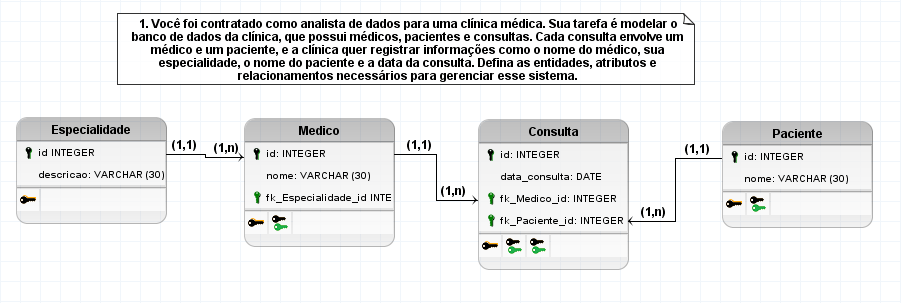 1. Você foi contratado como analista de dados para uma clínica médica. Sua tarefa é modelar o
banco de dados da clínica, que possui médicos, pacientes e consultas. Cada consulta envolve um
médico e um paciente, e a clínica quer registrar informações como o nome do médico, sua
especialidade, o nome do paciente e a data da consulta. Defina as entidades, atributos e
relacionamentos necessários para gerenciar esse sistema.
Especialidade
id INTEGER
descricao: VARCHAR (30)
(1,1)
(1,n)
Medico
id: INTEGER
nome: VARCHAR (30)
fk_Especialidade_id INTE
(1,1)
(1,n)
Consulta
id: INTEGER
data_consulta: DATE
fk_Medico_id: INTEGER
fk_Paciente_id: INTEGER
(1,1)
(1,n)
Paciente
id: INTEGER
nome: VARCHAR (30)